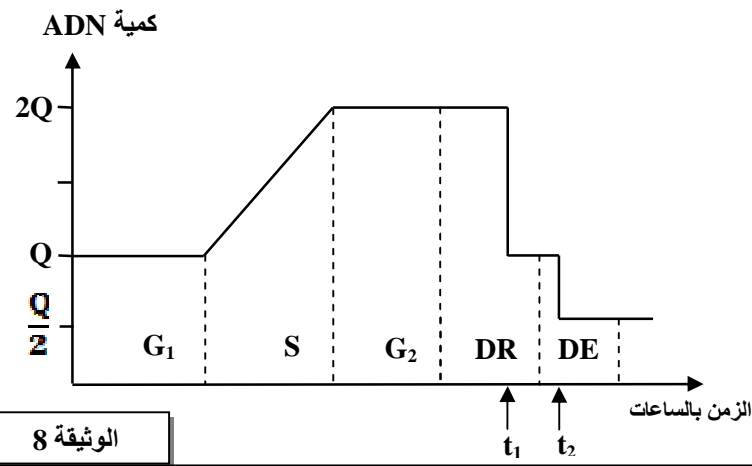 كمية ADN
2Q
Q
Q
2
G₁ S G₂ DR DE
الزمن بالساعات
t₁ t₂
الوثيقة 8